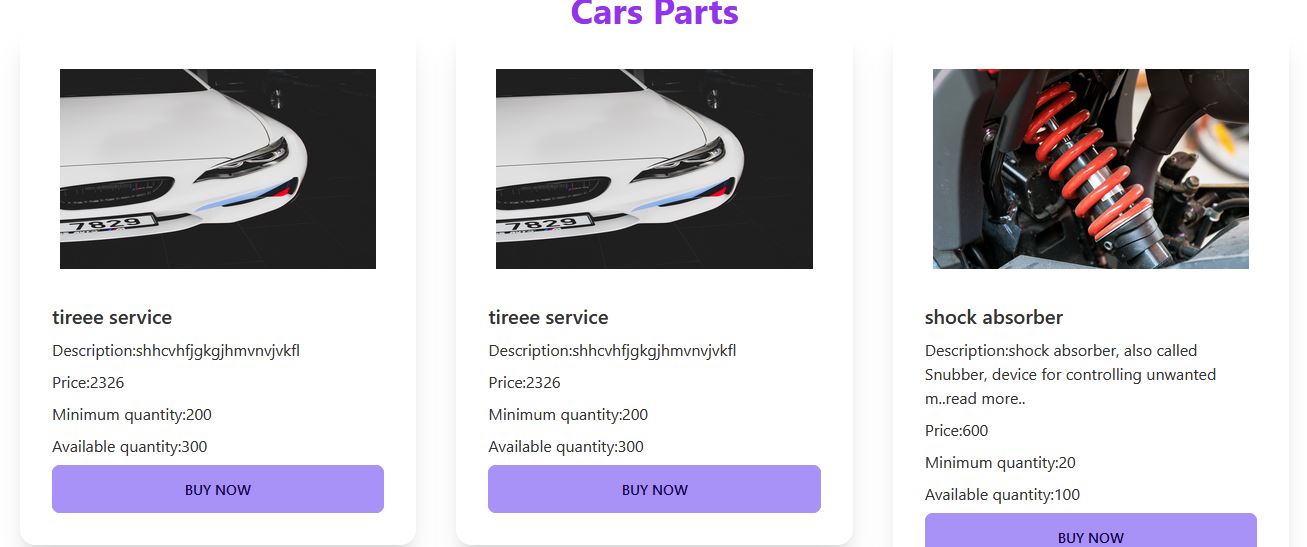 Cars Parts
7829
tireee service
Description:shhcvhfjgkgjhmvnvjvkfl
Price:2326
Minimum quantity:200
Available quantity:300
BUY NOW
7829
tireee service
Description:shhcvhfjgkgjhmvnvjvkfl
Price:2326
Minimum quantity:200
Available quantity:300
BUY NOW
shock absorber
Description:shock absorber, also called
Snubber, device for controlling unwanted
m..read more..
Price:600
Minimum quantity:20
Available quantity:100
BUY NOW